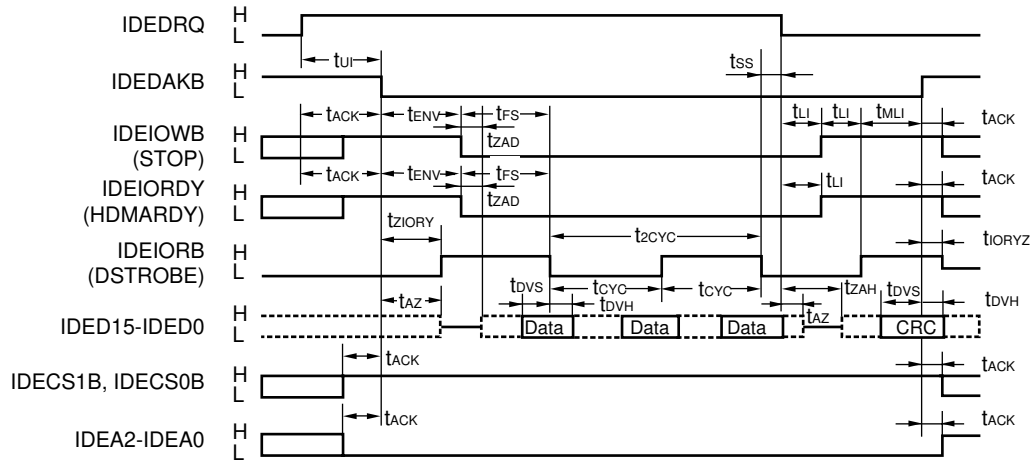 IDEDRQ H
L
tUI tSS
IDEDAKB H
L
tACK tENV tFS tLI tLI tMLI tACK
IDEIOWB H
(STOP) L
tZAD
tACK tENV tFS tLI tACK
IDEIORDY H
(HDMARDY) L
tZAD
tZIORY t2CYC tIORYZ
IDEIORB H
(DSTROBE) L
tAZ tDVS tCYC tCYC tZAH tDVS
tDVH tAZ tDVH
IDED15-IDED0 H
L
Data Data Data CRC
tACK tACK
IDECS1B, IDECS0B H
L
tACK tACK
IDEA2-IDEA0 H
L